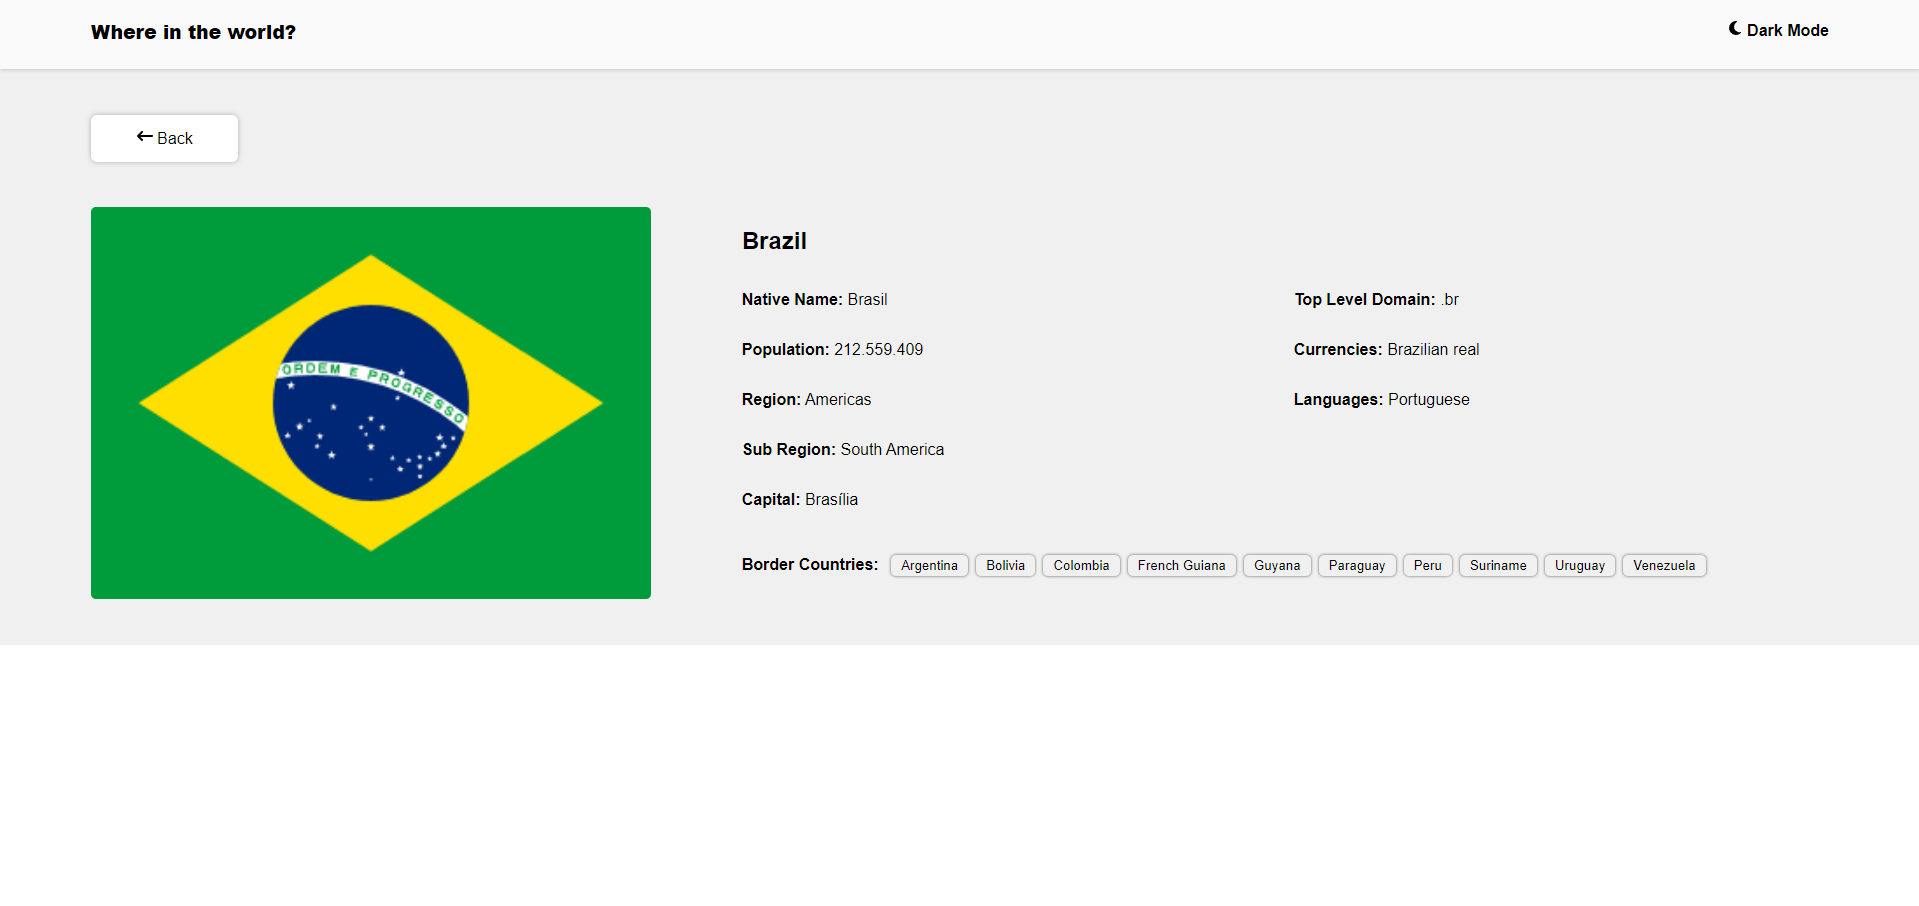 Where in the world?
Dark Mode
Back
ORDEM E PROGRESSO
Brazil
Native Name: Brasil
Population: 212.559.409
Region: Americas
Sub Region: South America
Capital: Brasília
Top Level Domain: .br
Currencies: Brazilian real
Languages: Portuguese
Border Countries: Argentina Bolivia Colombia French Guiana Guyana Paraguay Peru Suriname Uruguay Venezuela